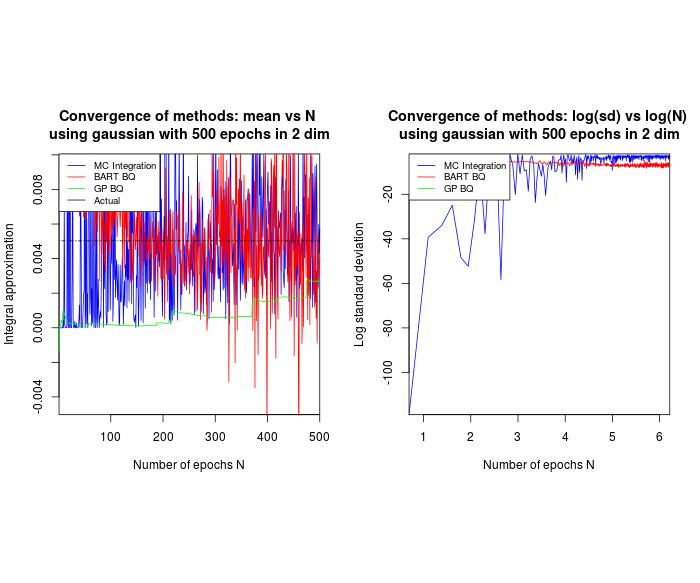 Convergence of methods: mean vs N
using gaussian with 500 epochs in 2 dim
MC Integration
BART BQ
GP BQ
Actual
Integral approximation
0.008
0.004
0.000
-0.004
100
200
300
400
500
Number of epochs N
Convergence of methods: log(sd) vs log(N)
using gaussian with 500 epochs in 2 dim
MC Integration
BART BQ
GP BQ
Log standard deviation
-20
-40
-60
-80
-100
1
2
3
4
5
6
Number of epochs N